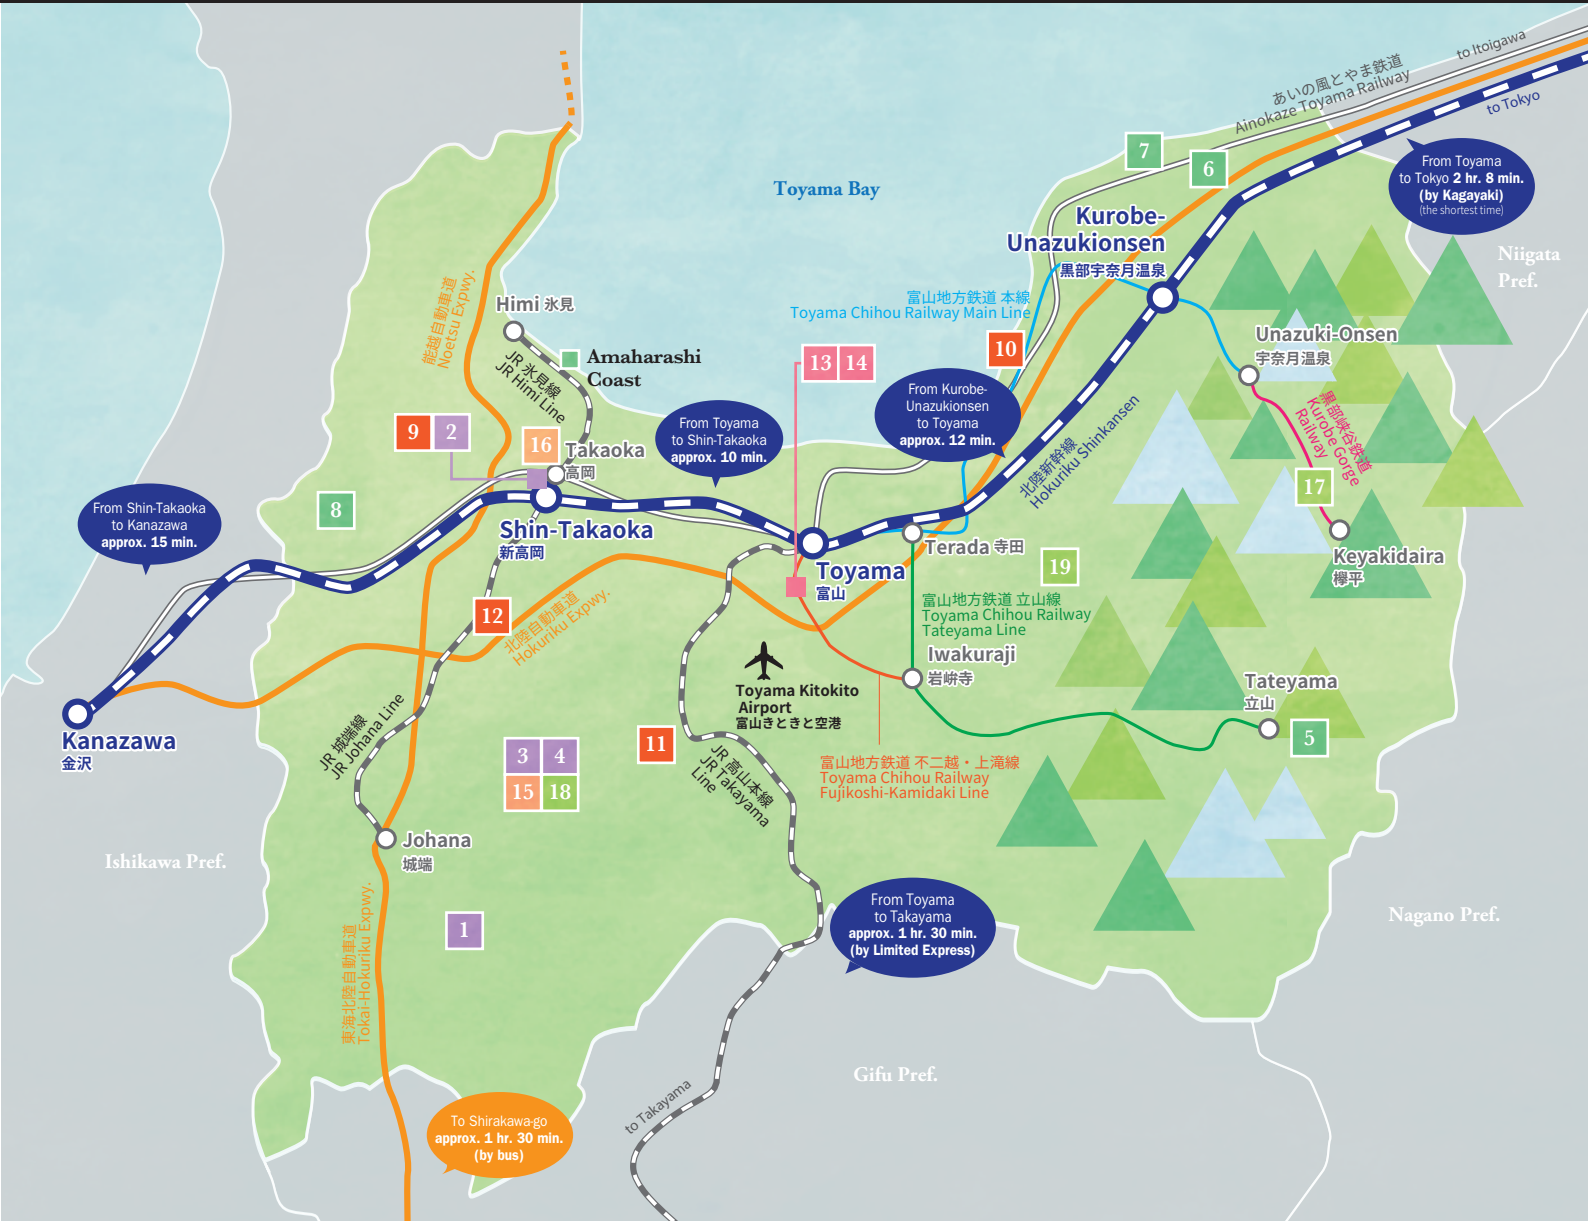 to Itoigawa
あいの風とやま鉄道
Ainokaze Toyama Railway
to Tokyo
7
6
From Toyama
to Tokyo 2 hr. 8 min.
(by Kagayaki)
(the shortest time)
Toyama Bay
Kurobe-
Unazukionsen
黒部宇奈月温泉
Niigata
Pref.
能越自動車道
Noetsu Expwy.
Himi 氷見
富山地方鉄道 本線
Toyama Chihou Railway Main Line
Unazuki-Onsen
宇奈月温泉
JR 氷見線
JR Himi Line
Amaharashi
Coast
13
14
10
黒部峡谷鉄道
Kurobe Gorge
Railway
9
2
16
Takaoka
高岡
From Toyama
to Shin-Takaoka
approx. 10 min.
From Kurobe-
Unazukionsen
to Toyama
approx. 12 min.
北陸新幹線
Hokuriku Shinkansen
17
From Shin-Takaoka
to Kanazawa
approx. 15 min.
8
Shin-Takaoka
新高岡
Terada 寺田
Keyakidaira
欅平
19
Toyama
富山
12
北陸自動車道
Hokuriku Expwy.
富山地方鉄道 立山線
Toyama Chihou Railway
Tateyama Line
Iwakuraji
岩峅寺
Toyama Kitokito
Airport
富山きときと空港
Tateyama
立山
5
Kanazawa
金沢
JR 城端線
JR Johana Line
3
4
15
18
11
JR 高山本線
JR Takayama
Line
富山地方鉄道 不二越・上滝線
Toyama Chihou Railway
Fujikoshi-Kamidaki Line
Johana
城端
Ishikawa Pref.
1
From Toyama
to Takayama
approx. 1 hr. 30 min.
(by Limited Express)
Nagano Pref.
東海北陸自動車道
Tokai-Hokuriku Expwy.
Gifu Pref.
to Takayama
To Shirakawa-go
approx. 1 hr. 30 min.
(by bus)